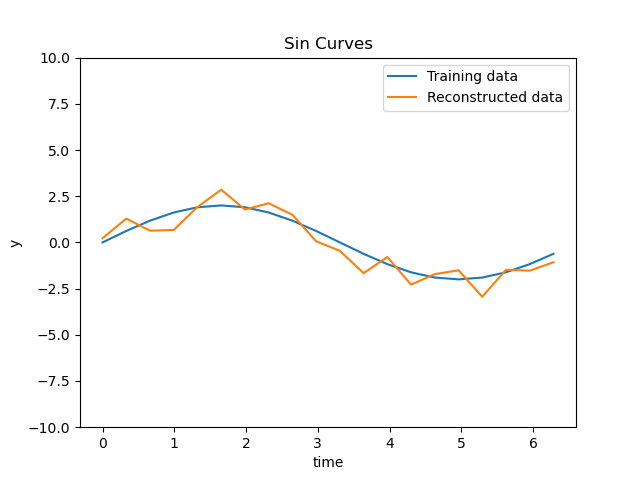 Sin Curves
Training data
Reconstructed data
10.0
7.5
5.0
2.5
0.0
−2.5
−5.0
−7.5
−10.0
y
0 1 2 3 4 5 6
time